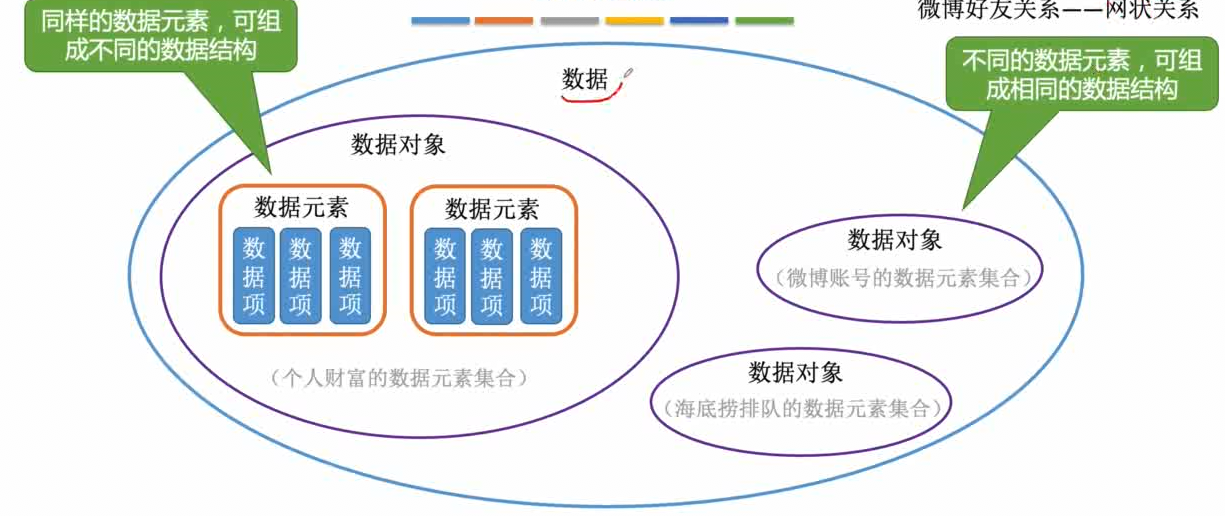 微博好友关系——网状关系
同样的数据元素，可组
成不同的数据结构
不同的数据元素，可组
成相同的数据结构
数据
数据对象
数据元素
数据项
数据项
数据项
数据元素
数据项
数据项
数据项
（个人财富的数据元素集合）
数据对象
（微博账号的数据元素集合）
数据对象
（海底捞排队的数据元素集合）